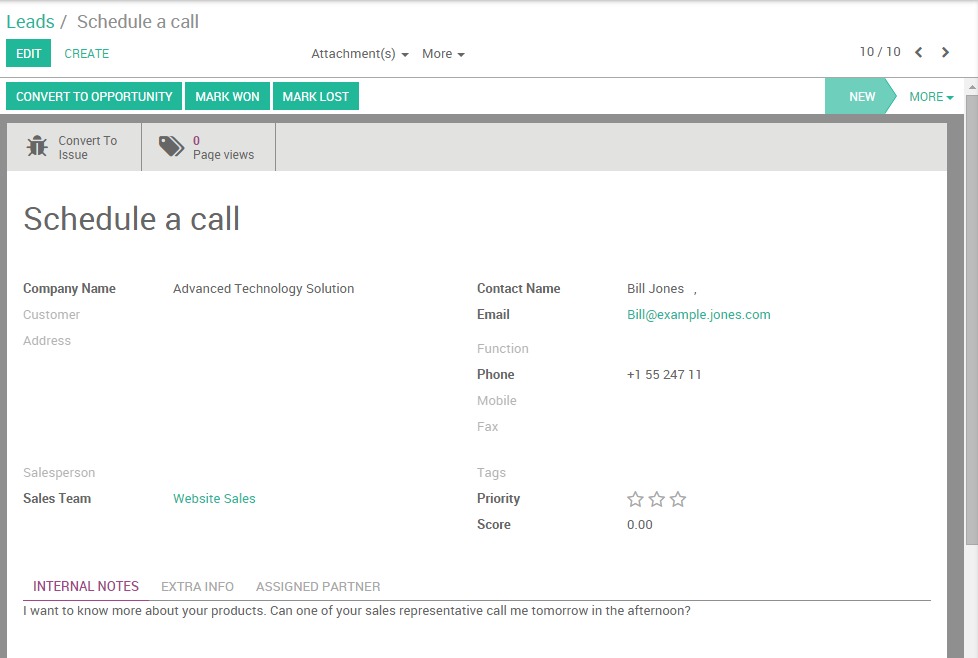 Leads / Schedule a call
EDIT CREATE Attachment(s) More 10 / 10
CONVERT TO OPPORTUNITY MARK WON MARK LOST NEW MORE
Convert To
Issue
0
Page views
Schedule a call
Company Name Advanced Technology Solution
Customer
Address
Contact Name Bill Jones ,
Email Bill@example.jones.com
Function
Phone +1 55 247 11
Mobile
Fax
Salesperson
Sales Team Website Sales
Tags
Priority
Score 0.00
INTERNAL NOTES EXTRA INFO ASSIGNED PARTNER
I want to know more about your products. Can one of your sales representative call me tomorrow in the afternoon?